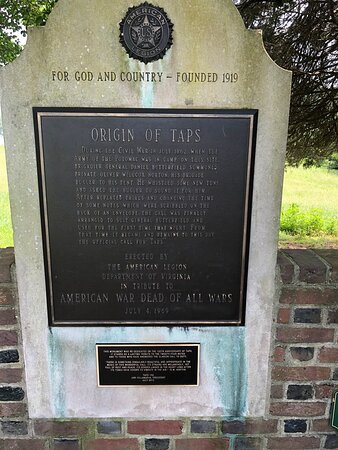 AMERICAN
LEGION
FOR GOD AND COUNTRY – FOUNDED 1919
ORIGIN OF TAPS
DURING THE CIVIL WAR IN JULY 1862 WHEN THE
ARMY OF THE POTOMAC WAS IN CAMP ON THIS SITE,
BRIGADIER GENERAL DANIEL BUTTERFIELD SUMMONED
PRIVATE OLIVER WILLCOX NORTON, HIS BRIGADE
BUGLER, TO HIS TENT. HE WHISTLED SOME NEW TUNE
AND ASKED THE BUGLER TO SOUND IT FOR HIM.
AFTER REPEATED TRIALS AND CHANGING THE TIME
OF SOME NOTES WHICH WERE SCRIBBLED ON THE
BACK OF AN ENVELOPE, THE CALL WAS FINALLY
ARRANGED TO SUIT GENERAL BUTTERFIELD AND
USED FOR THE FIRST TIME THAT NIGHT. FROM
THAT TIME IT BECAME AND REMAINS TO THIS DAY
THE OFFICIAL CALL FOR "TAPS."
ERECTED BY
THE AMERICAN LEGION
DEPARTMENT OF VIRGINIA
IN TRIBUTE TO
AMERICAN WAR DEAD OF ALL WARS
JULY 4, 1969